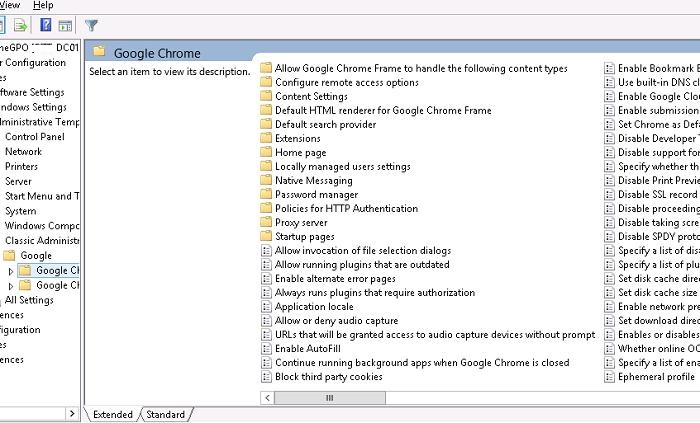 View Help
neGPO DC01
r Configuration
es
ftware Settings
ndows Settings
ministrative Temp
Control Panel
Network
Printers
Server
Start Menu and T
System
Windows Compo
Classic Administr
Google
Google Ch
Google Ch
All Settings
ences
figuration
es
ences
Google Chrome
Select an item to view its description.
Allow Google Chrome Frame to handle the following content types
Configure remote access options
Content Settings
Default HTML renderer for Google Chrome Frame
Default search provider
Extensions
Home page
Locally managed users settings
Native Messaging
Password manager
Policies for HTTP Authentication
Proxy server
Startup pages
Allow invocation of file selection dialogs
Allow running plugins that are outdated
Enable alternate error pages
Always runs plugins that require authorization
Application locale
Allow or deny audio capture
URLs that will be granted access to audio capture devices without prompt
Enable AutoFill
Continue running background apps when Google Chrome is closed
Block third party cookies
Enable Bookmark B
Use built-in DNS cl
Enable Google Clou
Enable submission
Set Chrome as Defa
Disable Developer T
Disable support for
Specify whether th
Disable Print Previe
Disable SSL record
Disable proceeding
Disable taking scre
Disable SPDY proto
Specify a list of disa
Specify a list of plu
Set disk cache direc
Set disk cache size
Enable network pre
Set download direc
Enables or disables
Whether online OC
Specify a list of ena
Ephemeral profile
Extended Standard